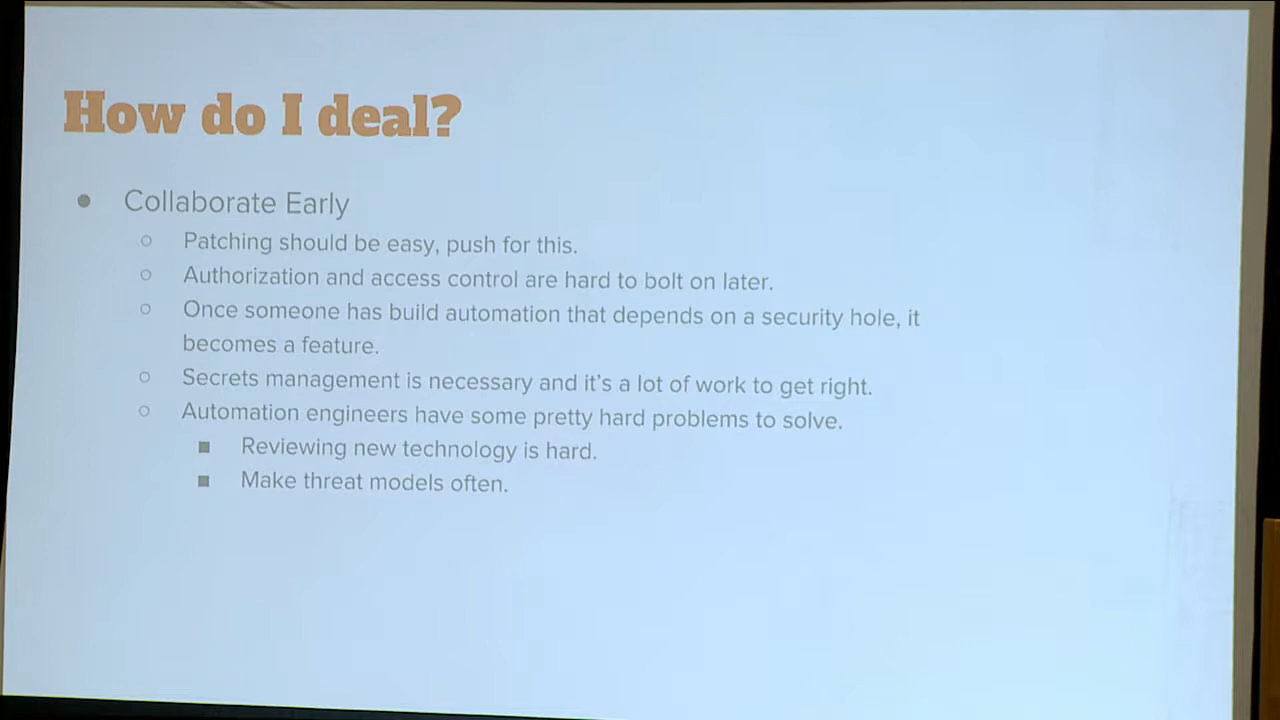 How do I deal?
Collaborate Early
Patching should be easy, push for this.
Authorization and access control are hard to bolt on later.
Once someone has build automation that depends on a security hole, it
becomes a feature.
Secrets management is necessary and it's a lot of work to get right.
Automation engineers have some pretty hard problems to solve.
Reviewing new technology is hard.
Make threat models often.